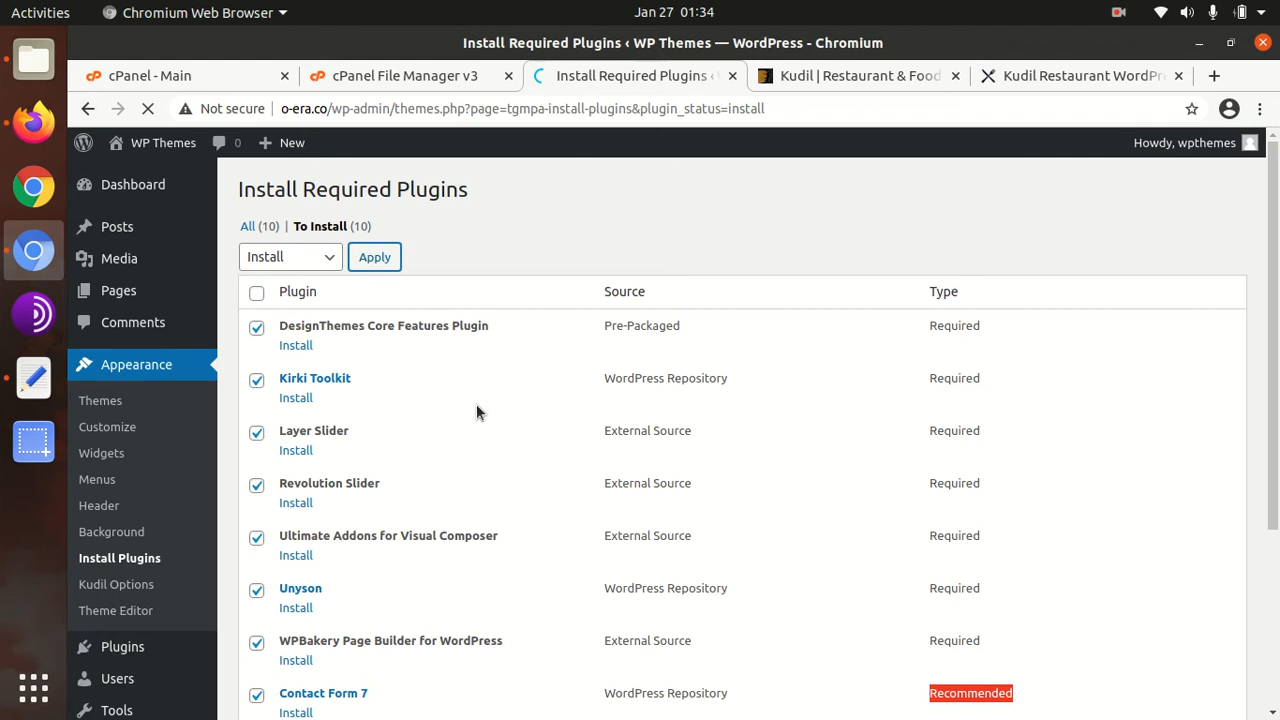 Activities
Chromium Web Browser
Jan 27 01:34
Install Required Plugins ‹ WP Themes — WordPress - Chromium
cPanel - Main
cPanel File Manager v3
Install Required Plugins ‹
Kudil | Restaurant & Food
Kudil Restaurant WordPr
Not secure
o-era.co/wp-admin/themes.php?page=tgmpa-install-plugins&plugin_status=install
WP Themes
0
New
Howdy, wpthemes
Dashboard
Posts
Media
Pages
Comments
Appearance
Themes
Customize
Widgets
Menus
Header
Background
Install Plugins
Kudil Options
Theme Editor
Plugins
Users
Tools
Install Required Plugins
All (10) | To Install (10)
Install
Apply
Plugin Source Type
DesignThemes Core Features Plugin Pre-Packaged Required
Install
Kirki Toolkit WordPress Repository Required
Install
Layer Slider External Source Required
Install
Revolution Slider External Source Required
Install
Ultimate Addons for Visual Composer External Source Required
Install
Unyson WordPress Repository Required
Install
WPBakery Page Builder for WordPress External Source Required
Install
Contact Form 7 WordPress Repository Recommended
Install